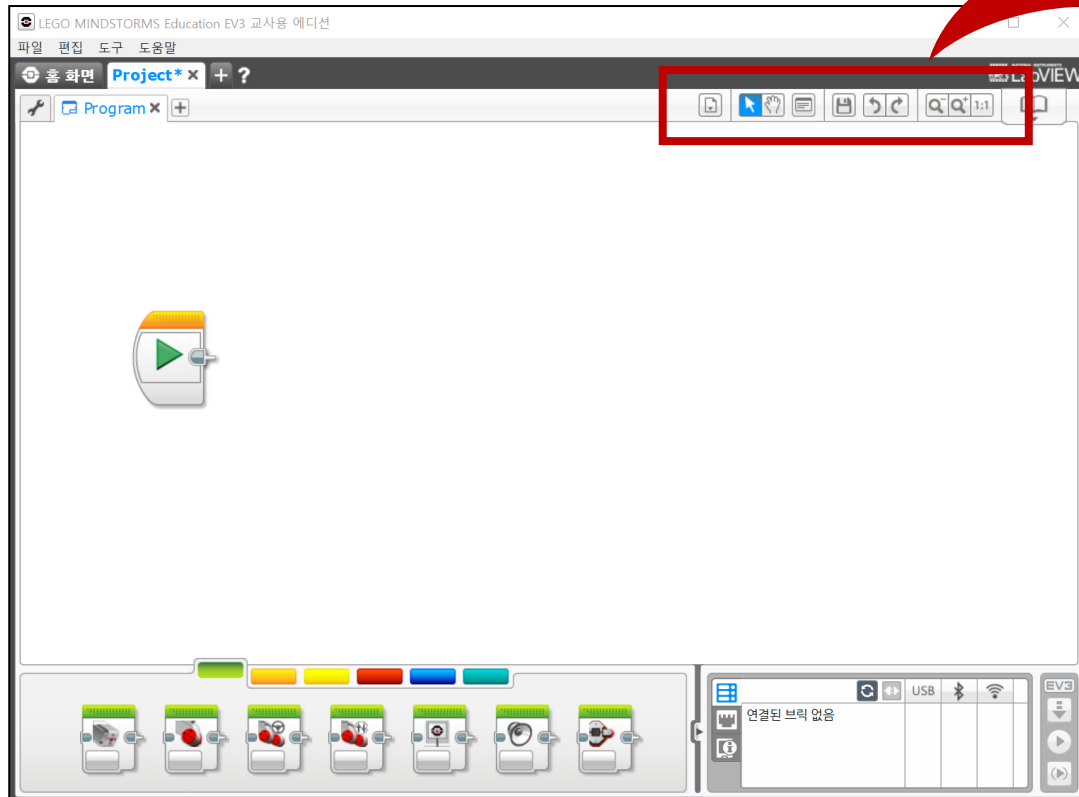 LEGO MINDSTORMS Education EV3 교사용 에디션
파일 편집 도구 도움말
홈 화면 Project* + ?
LabVIEW
Program +
1:1
USB
연결된 브릭 없음
EV3